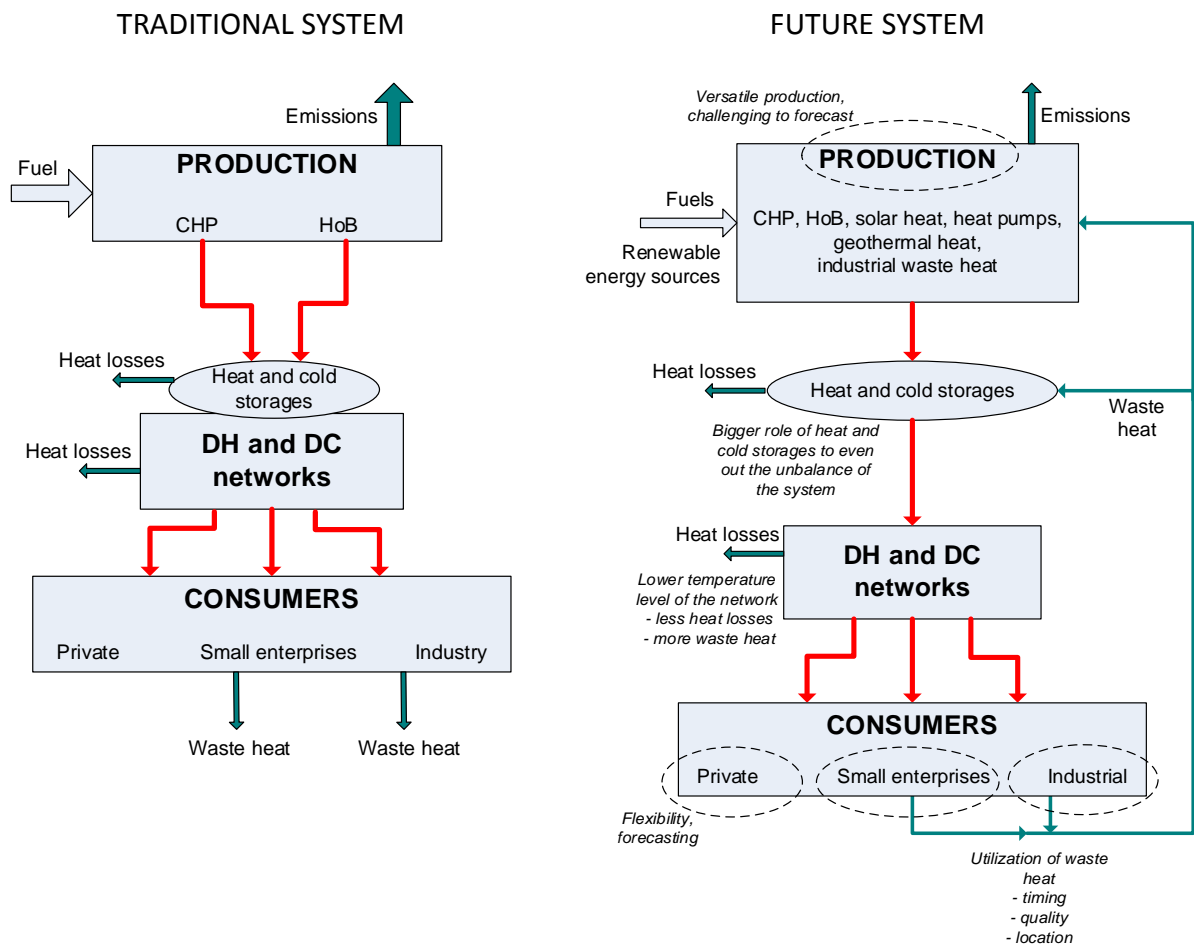 TRADITIONAL SYSTEM
Emissions
Fuel
PRODUCTION
CHP
HoB
Heat losses
Heat and cold
storages
Heat losses
DH and DC
networks
CONSUMERS
Private
Small enterprises
Industry
Waste heat
Waste heat
FUTURE SYSTEM
Versatile production,
challenging to forecast
Emissions
PRODUCTION
Fuels
Renewable
energy sources
CHP, HoB, solar heat, heat pumps,
geothermal heat,
industrial waste heat
Heat losses
Heat and cold storages
Waste
heat
Bigger role of heat and
cold storages to even
out the unbalance of
the system
Heat losses
DH and DC
networks
Lower temperature
level of the network
- less heat losses
- more waste heat
CONSUMERS
Private
Small enterprises
Industrial
Flexibility,
forecasting
Utilization of waste
heat
- timing
- quality
- location